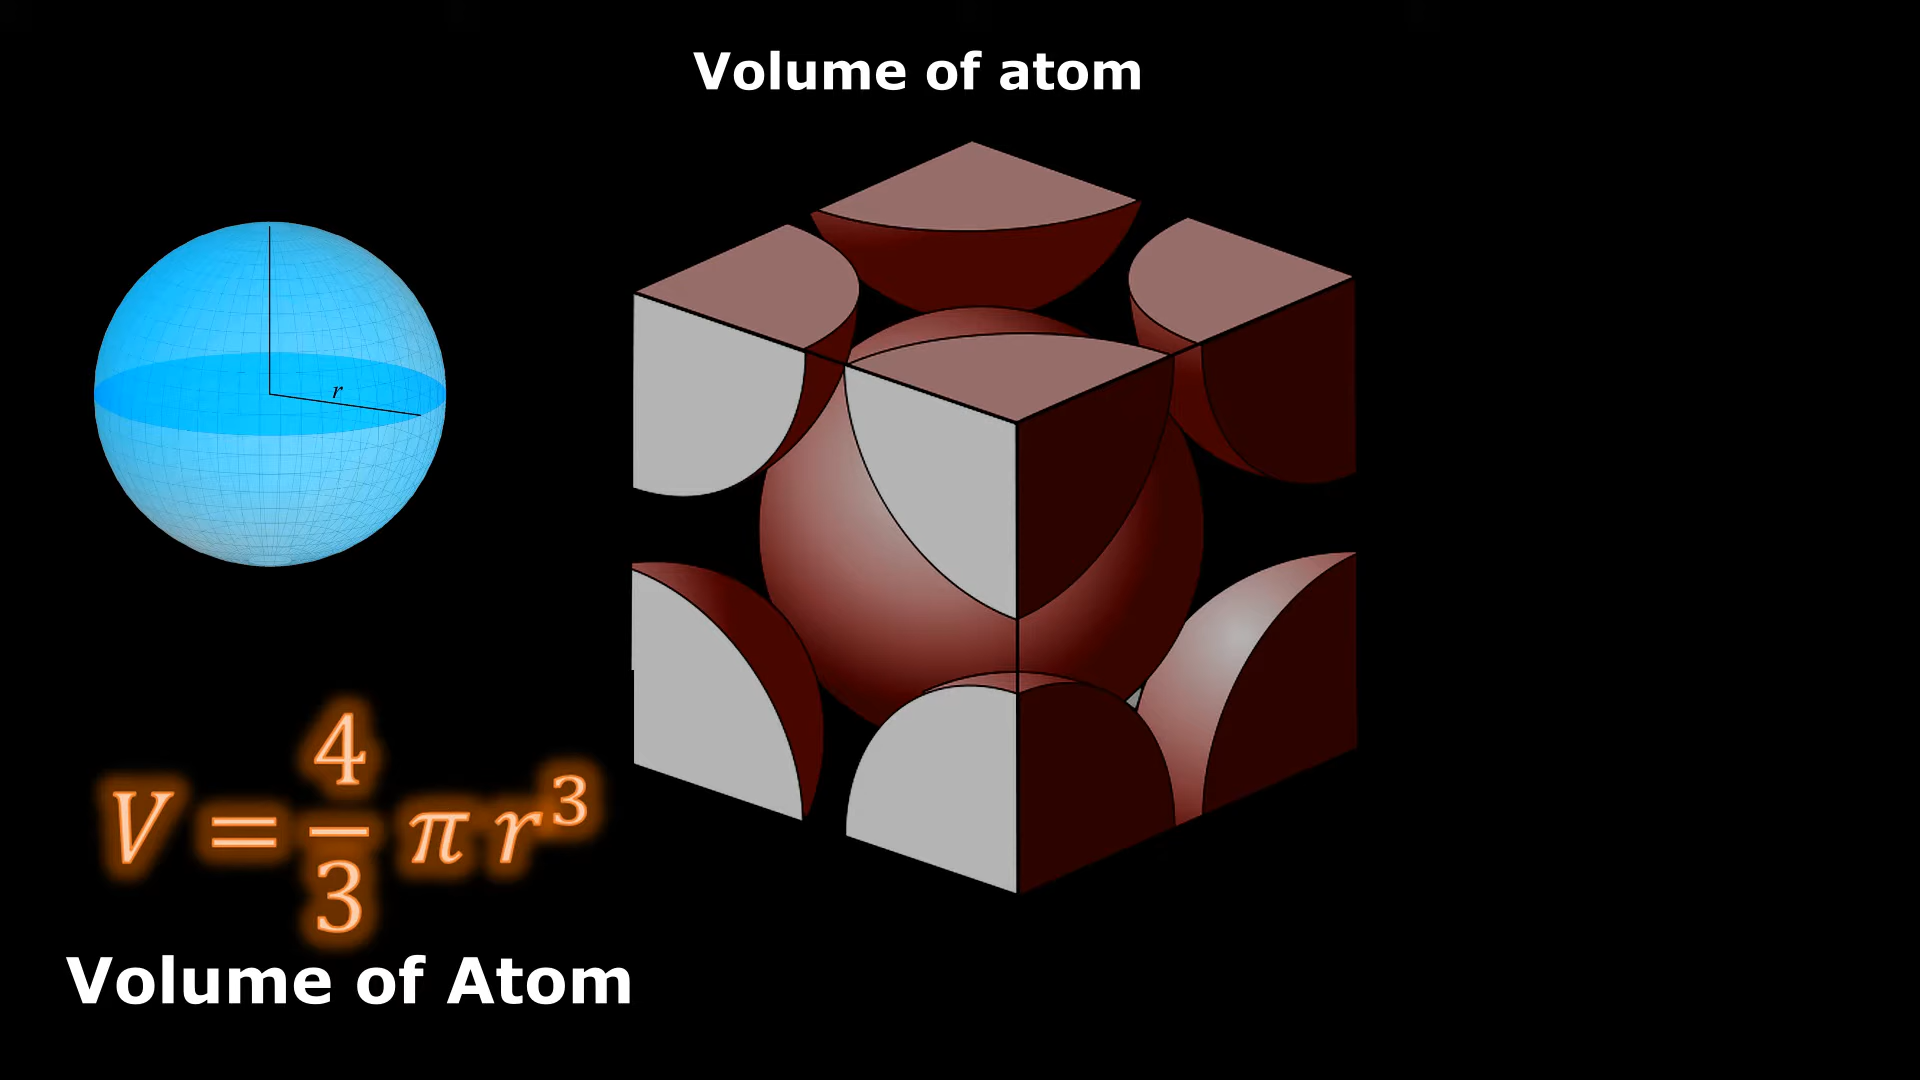 Volume of atom
r
V = 4/3 π r³
Volume of Atom